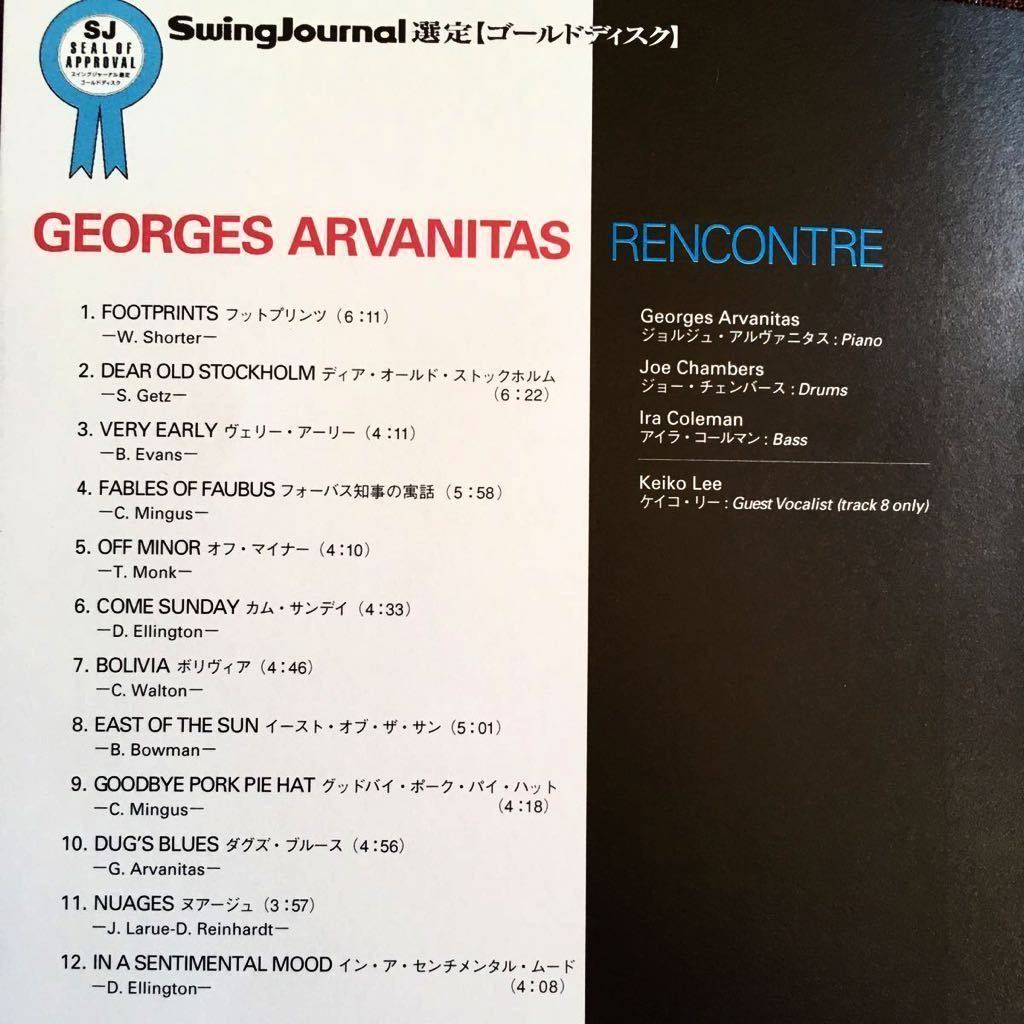 SJ
SEAL OF
APPROVAL
スイングジャーナル選定
ゴールドディスク
SwingJournal 選定【ゴールドディスク】
GEORGES ARVANITAS
RENCONTRE
1. FOOTPRINTS フットプリンツ (6:11)
—W. Shorter—
2. DEAR OLD STOCKHOLM ディア・オールド・ストックホルム
—S. Getz— (6:22)
3. VERY EARLY ヴェリー・アーリー (4:11)
—B. Evans—
4. FABLES OF FAUBUS フォーバス知事の寓話 (5:58)
—C. Mingus—
5. OFF MINOR オフ・マイナー (4:10)
—T. Monk—
6. COME SUNDAY カム・サンデイ (4:33)
—D. Ellington—
7. BOLIVIA ボリヴィア (4:46)
—C. Walton—
8. EAST OF THE SUN イースト・オブ・ザ・サン (5:01)
—B. Bowman—
9. GOODBYE PORK PIE HAT グッドバイ・ポーク・パイ・ハット
—C. Mingus— (4:18)
10. DUG'S BLUES ダグズ・ブルース (4:56)
—G. Arvanitas—
11. NUAGES ヌアージュ (3:57)
—J. Larue-D. Reinhardt—
12. IN A SENTIMENTAL MOOD イン・ア・センチメンタル・ムード
—D. Ellington— (4:08)
Georges Arvanitas
ジョルジュ・アルヴァニタス : Piano
Joe Chambers
ジョー・チェンバース : Drums
Ira Coleman
アイラ・コールマン : Bass
Keiko Lee
ケイコ・リー : Guest Vocalist (track 8 only)